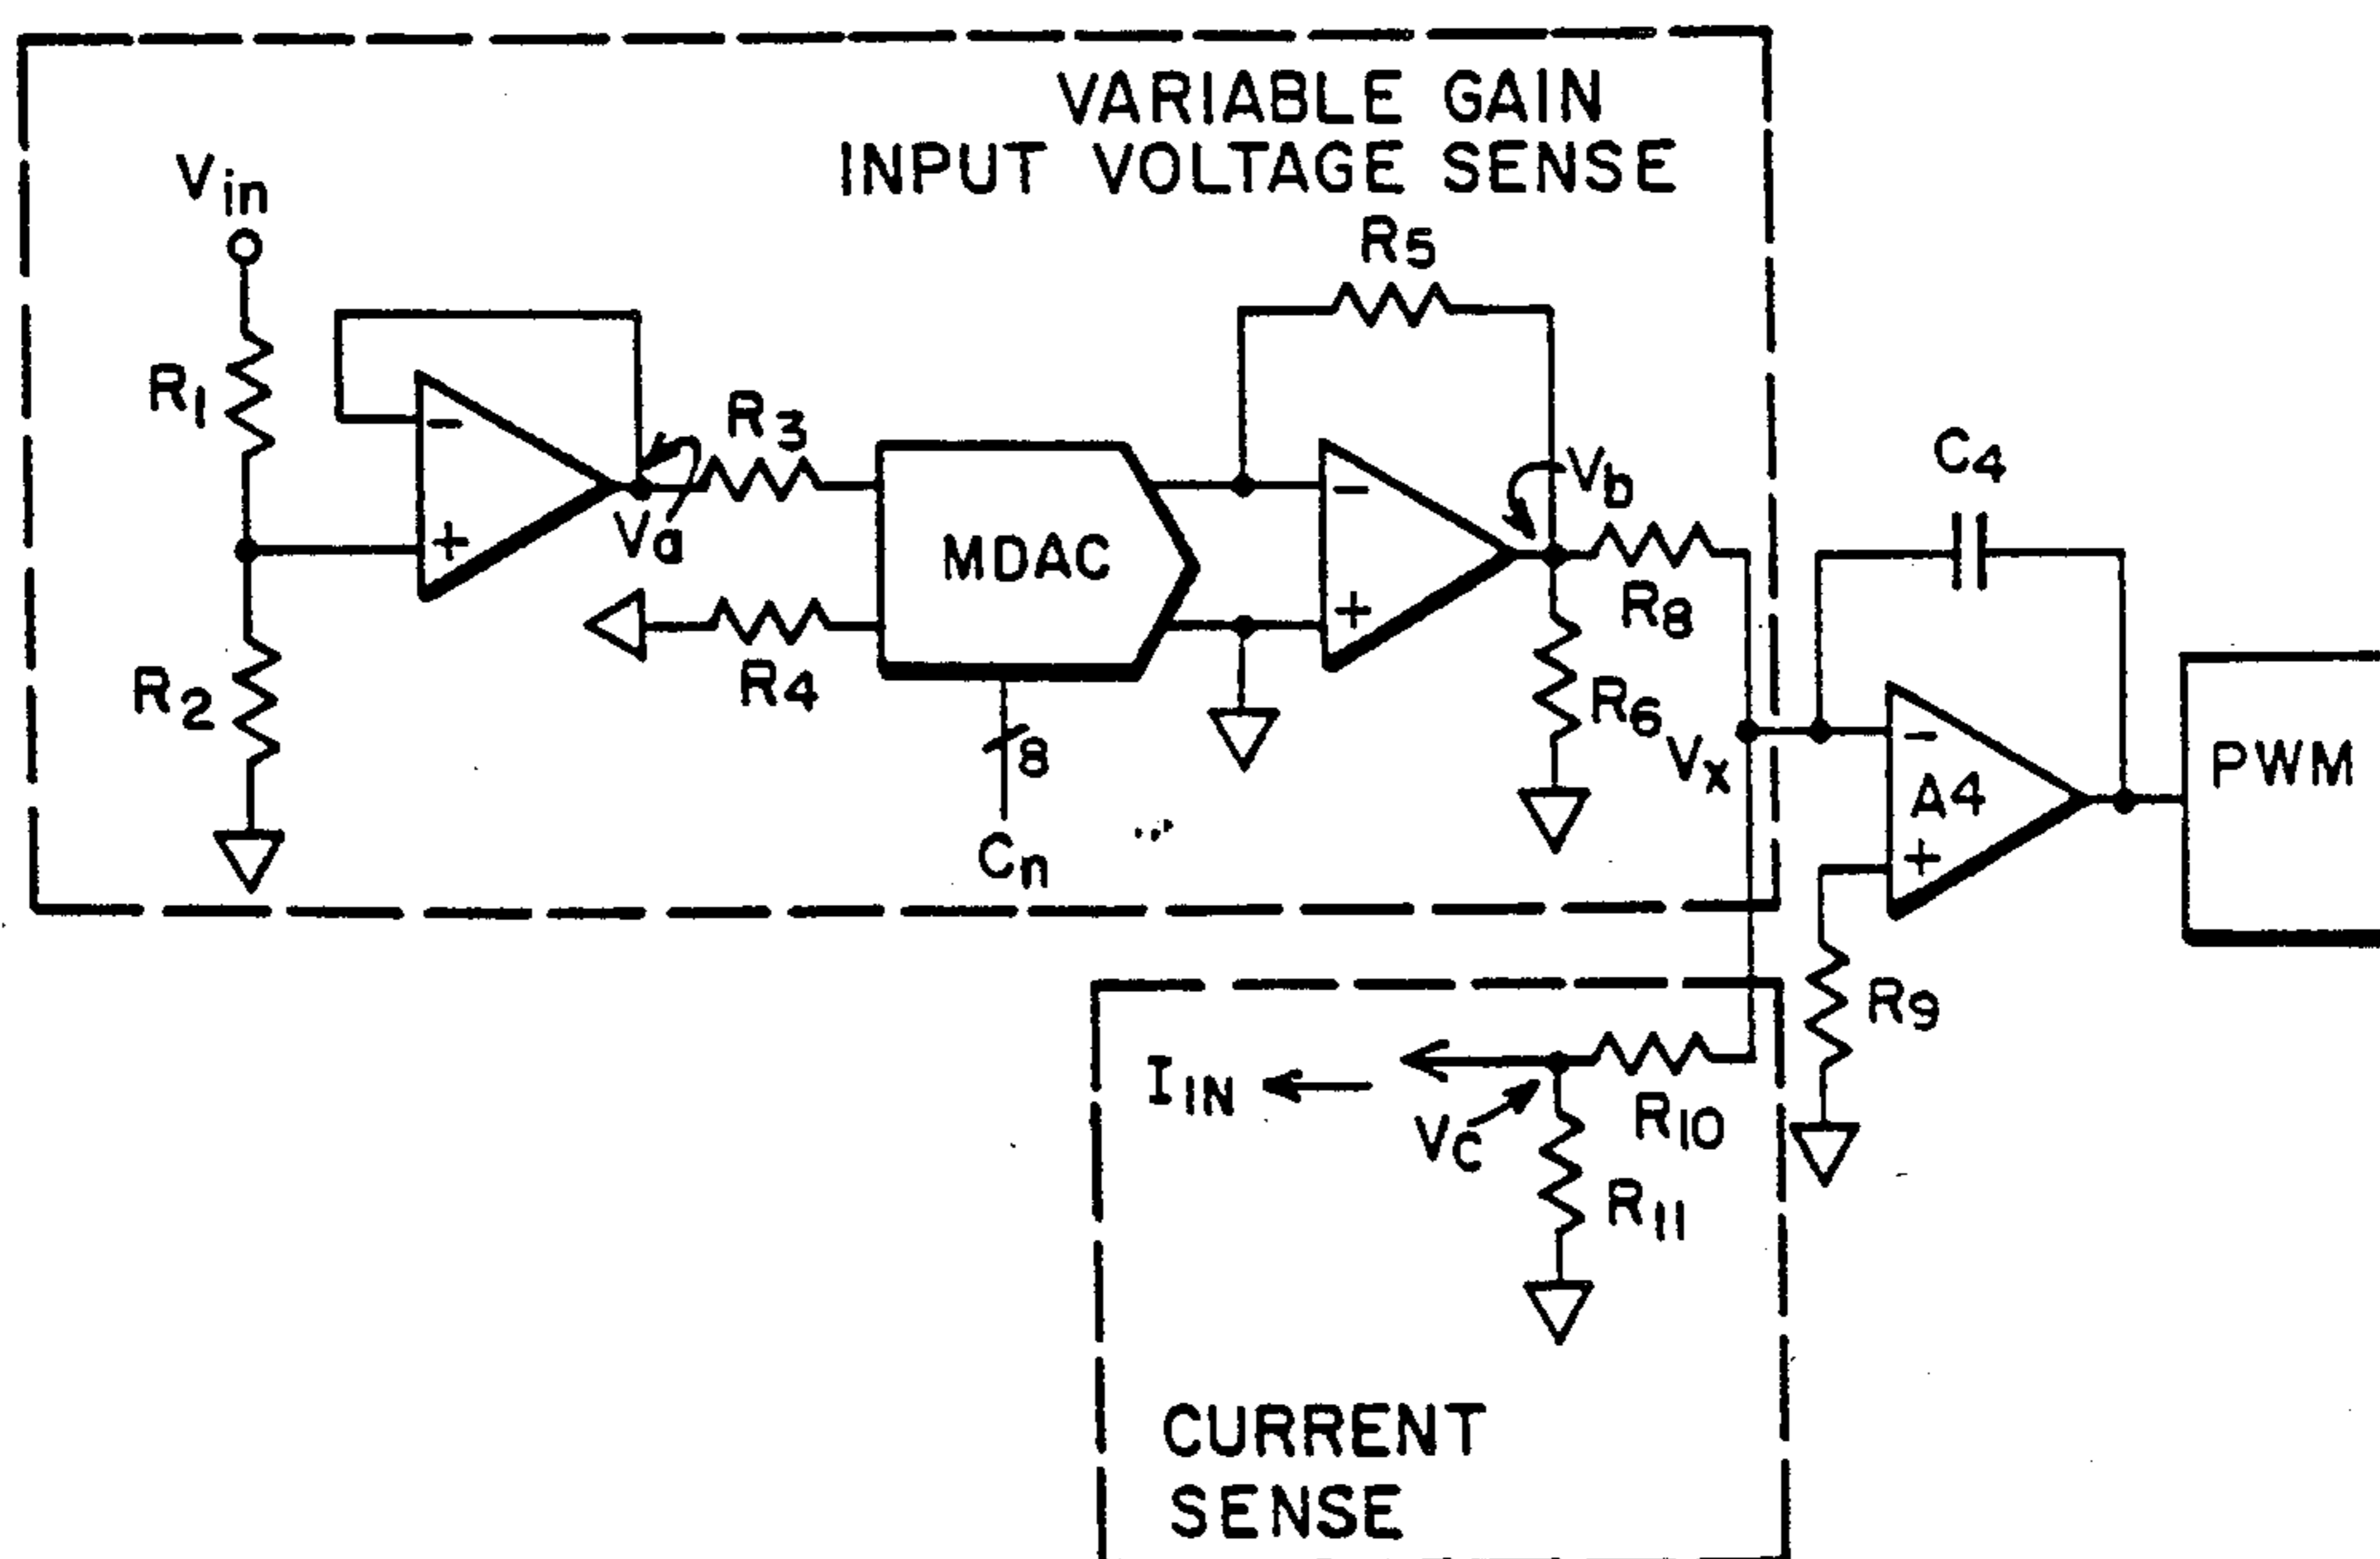 VARIABLE GAIN
INPUT VOLTAGE SENSE
Vin
R5
R1
R3
Va
MDAC
-
+
-
+
Vb
R8
C4
R4
R2
8
Cn
R6
Vx
-
A4
+
PWM
R9
IIN
VC
R10
R11
CURRENT
SENSE